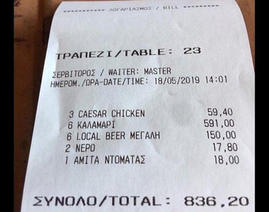 ---------- ΛΟΓΑΡΙΑΣΜΟΣ / BILL ----------
ΤΡΑΠΕΖΙ/TABLE: 23
ΣΕΡΒΙΤΟΡΟΣ / WAITER: MASTER
ΗΜΕΡΟΜ./ΩΡΑ-DATE/TIME: 18/05/2019 14:01
3 CAESAR CHICKEN 59,40
6 ΚΑΛΑΜΑΡΙ 591,00
6 LOCAL BEER ΜΕΓΑΛΗ 150,00
2 ΝΕΡΟ 17,80
1 ΑΜΙΤΑ ΝΤΟΜΑΤΑΣ 18,00
ΣΥΝΟΛΟ/TOTAL: 836,20